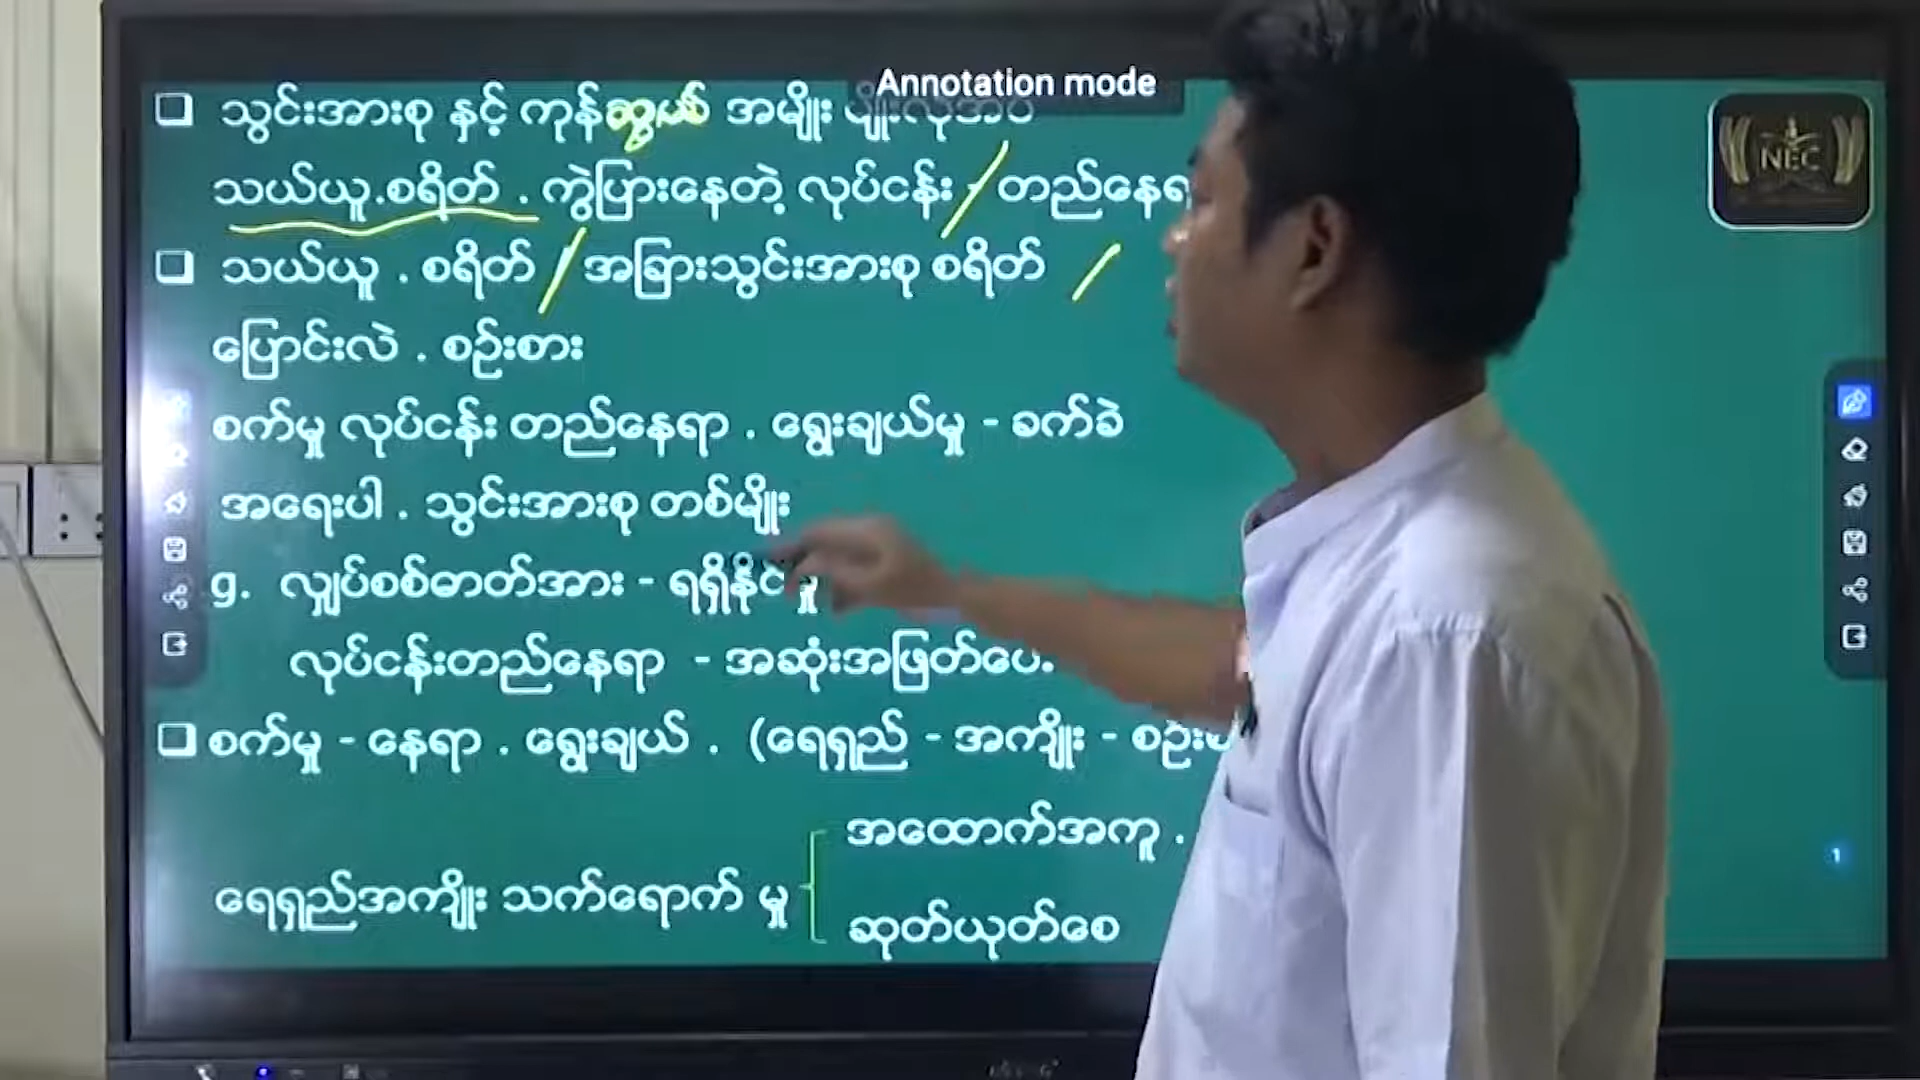 Annotation mode
❑ သွင်းအားစု နှင့် ကုန် အမျိုး
NEC
သယ်ယူ.စရိတ် . ကွဲပြားနေတဲ့ လုပ်ငန်း - တည်နေရ
❑ သယ်ယူ . စရိတ် / အခြားသွင်းအားစု စရိတ်
ပြောင်းလဲ . စဉ်းစား
စက်မှု လုပ်ငန်း တည်နေရာ . ရွေးချယ်မှု - ခက်ခဲ
အရေးပါ . သွင်းအားစု တစ်မျိုး
g. လျှပ်စစ်ဓာတ်အား - ရရှိနိုင်မှု
လုပ်ငန်းတည်နေရာ - အဆုံးအဖြတ်ပေး
❑ စက်မှု - နေရာ . ရွေးချယ် . (ရေရှည် - အကျိုး -
အထောက်အကူ .
ရေရှည်အကျိုး သက်ရောက် မှု
ဆုတ်ယုတ်စေ
1